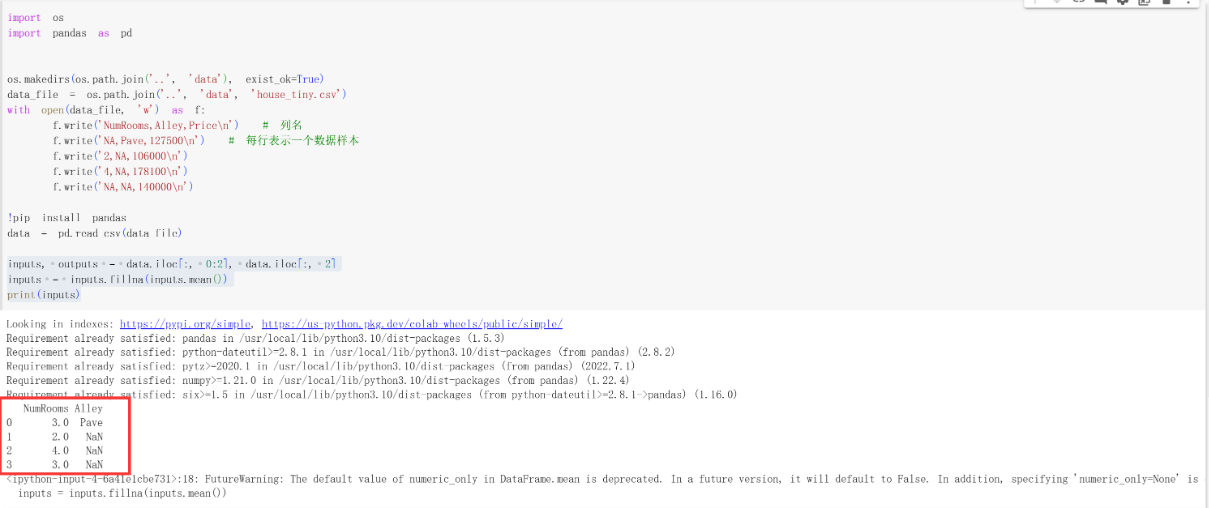 import os
import pandas as pd
os.makedirs(os.path.join('..', 'data'), exist_ok=True)
data_file = os.path.join('..', 'data', 'house_tiny.csv')
with open(data_file, 'w') as f:
f.write('NumRooms,Alley,Price\n') # 列名
f.write('NA,Pave,127500\n') # 每行表示一个数据样本
f.write('2,NA,106000\n')
f.write('4,NA,178100\n')
f.write('NA,NA,140000\n')
!pip install pandas
data = pd.read_csv(data_file)
inputs, outputs = data.iloc[:, 0:2], data.iloc[:, 2]
inputs = inputs.fillna(inputs.mean())
print(inputs)
Looking in indexes: https://pypi.org/simple, https://us-python.pkg.dev/colab-wheels/public/simple/
Requirement already satisfied: pandas in /usr/local/lib/python3.10/dist-packages (1.5.3)
Requirement already satisfied: python-dateutil>=2.8.1 in /usr/local/lib/python3.10/dist-packages (from pandas) (2.8.2)
Requirement already satisfied: pytz>=2020.1 in /usr/local/lib/python3.10/dist-packages (from pandas) (2022.7.1)
Requirement already satisfied: numpy>=1.21.0 in /usr/local/lib/python3.10/dist-packages (from pandas) (1.22.4)
Requirement already satisfied: six>=1.5 in /usr/local/lib/python3.10/dist-packages (from python-dateutil>=2.8.1->pandas) (1.16.0)
NumRooms Alley
0 3.0 Pave
1 2.0 NaN
2 4.0 NaN
3 3.0 NaN
<ipython-input-4-6a41e1cbe731>:18: FutureWarning: The default value of numeric_only in DataFrame.mean is deprecated. In a future version, it will default to False. In addition, specifying 'numeric_only=None' is
inputs = inputs.fillna(inputs.mean())